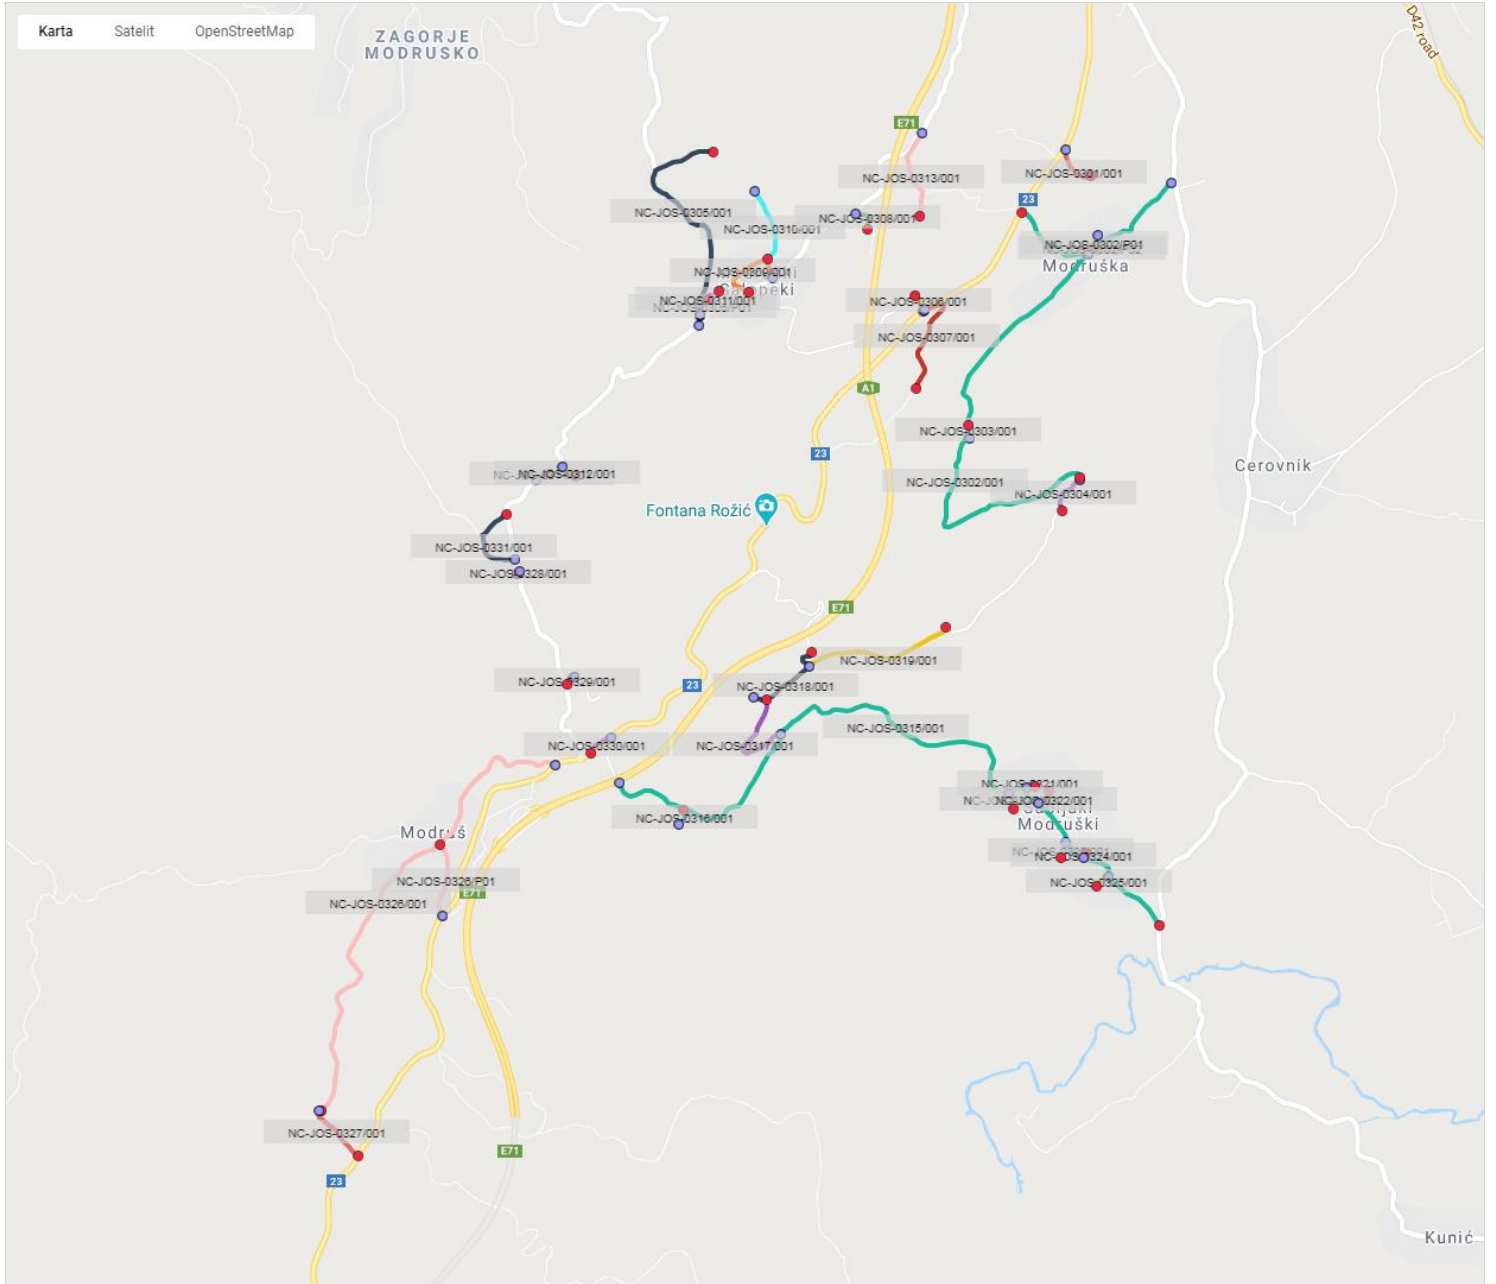 Karta Satelit OpenStreetMap
ZAGORJE
MODRUSKO
D42 road
E71
NC-JOS-0301/001
NC-JOS-0313/001
23
NC-JOS-0305/001
NC-JOS-0308/001
NC-JOS-0310/001
NC-JOS-0302/P01
Modruška
NC-JOS-0309/001
NC-JOS-0311/001
NC-JOS-0306/001
NC-JOS-0307/001
A1
NC-JOS-0303/001
23
Cerovnik
NC-JOS-0312/001
NC-JOS-0302/001
NC-JOS-0304/001
Fontana Rožić
NC-JOS-0331/001
NC-JOS-0328/001
E71
NC-JOS-0319/001
NC-JOS-0329/001
23
NC-JOS-0318/001
NC-JOS-0315/001
NC-JOS-0330/001
NC-JOS-0317/001
NC-JOS-0321/001
NC-JOS-0322/001
NC-JOS-0316/001
Modruški
Modruš
NC-JOS-0324/001
NC-JOS-0326/P01
NC-JOS-0325/001
E71
NC-JOS-0326/001
NC-JOS-0327/001
E71
23
Kunić